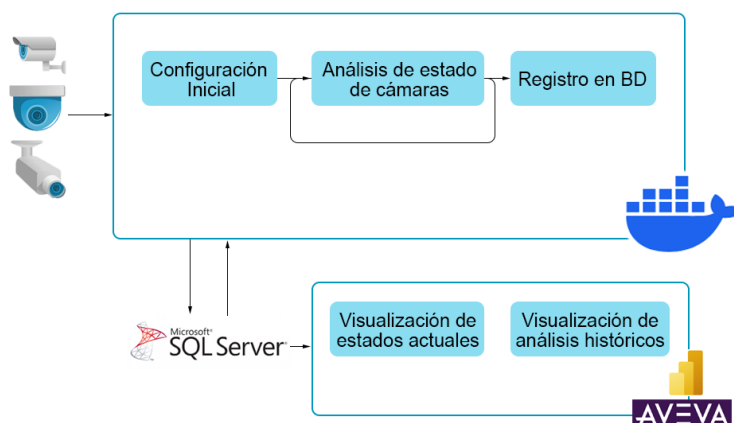 Configuración
Inicial
Análisis de estado
de cámaras
Registro en BD
Microsoft®
SQL Server®
Visualización de
estados actuales
Visualización de
análisis históricos
AVEVA